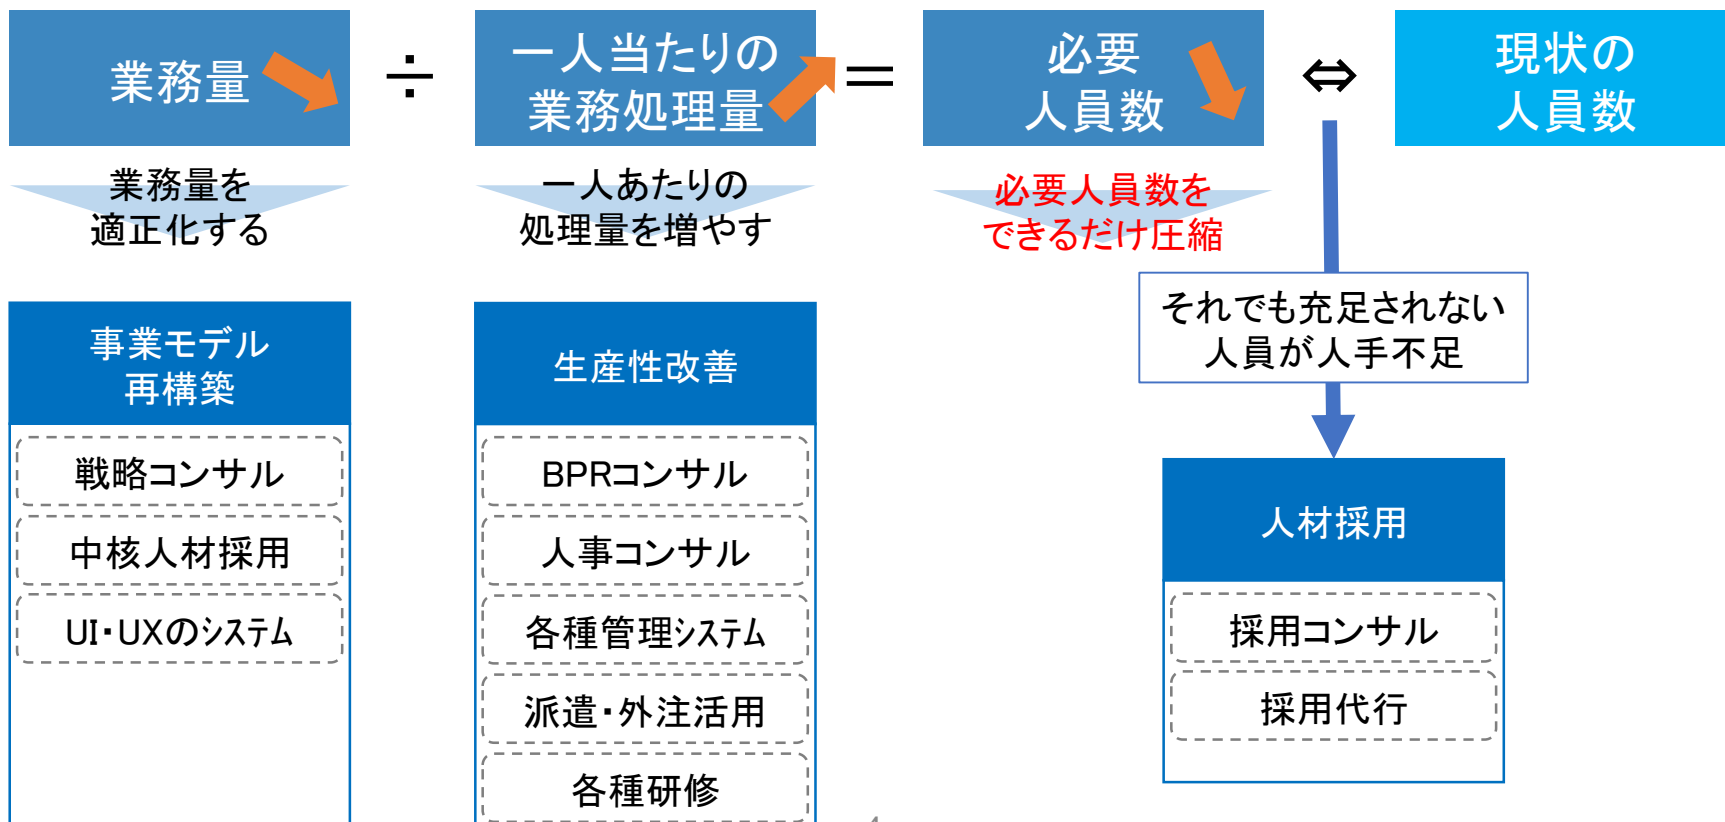 業務量
÷
一人当たりの
業務処理量
＝
必要
人員数
⇔
現状の
人員数
業務量を
適正化する
一人あたりの
処理量を増やす
必要人員数を
できるだけ圧縮
それでも充足されない
人員が人手不足
事業モデル
再構築
戦略コンサル
中核人材採用
UI・UXのシステム
生産性改善
BPRコンサル
人事コンサル
各種管理システム
派遣・外注活用
各種研修
人材採用
採用コンサル
採用代行